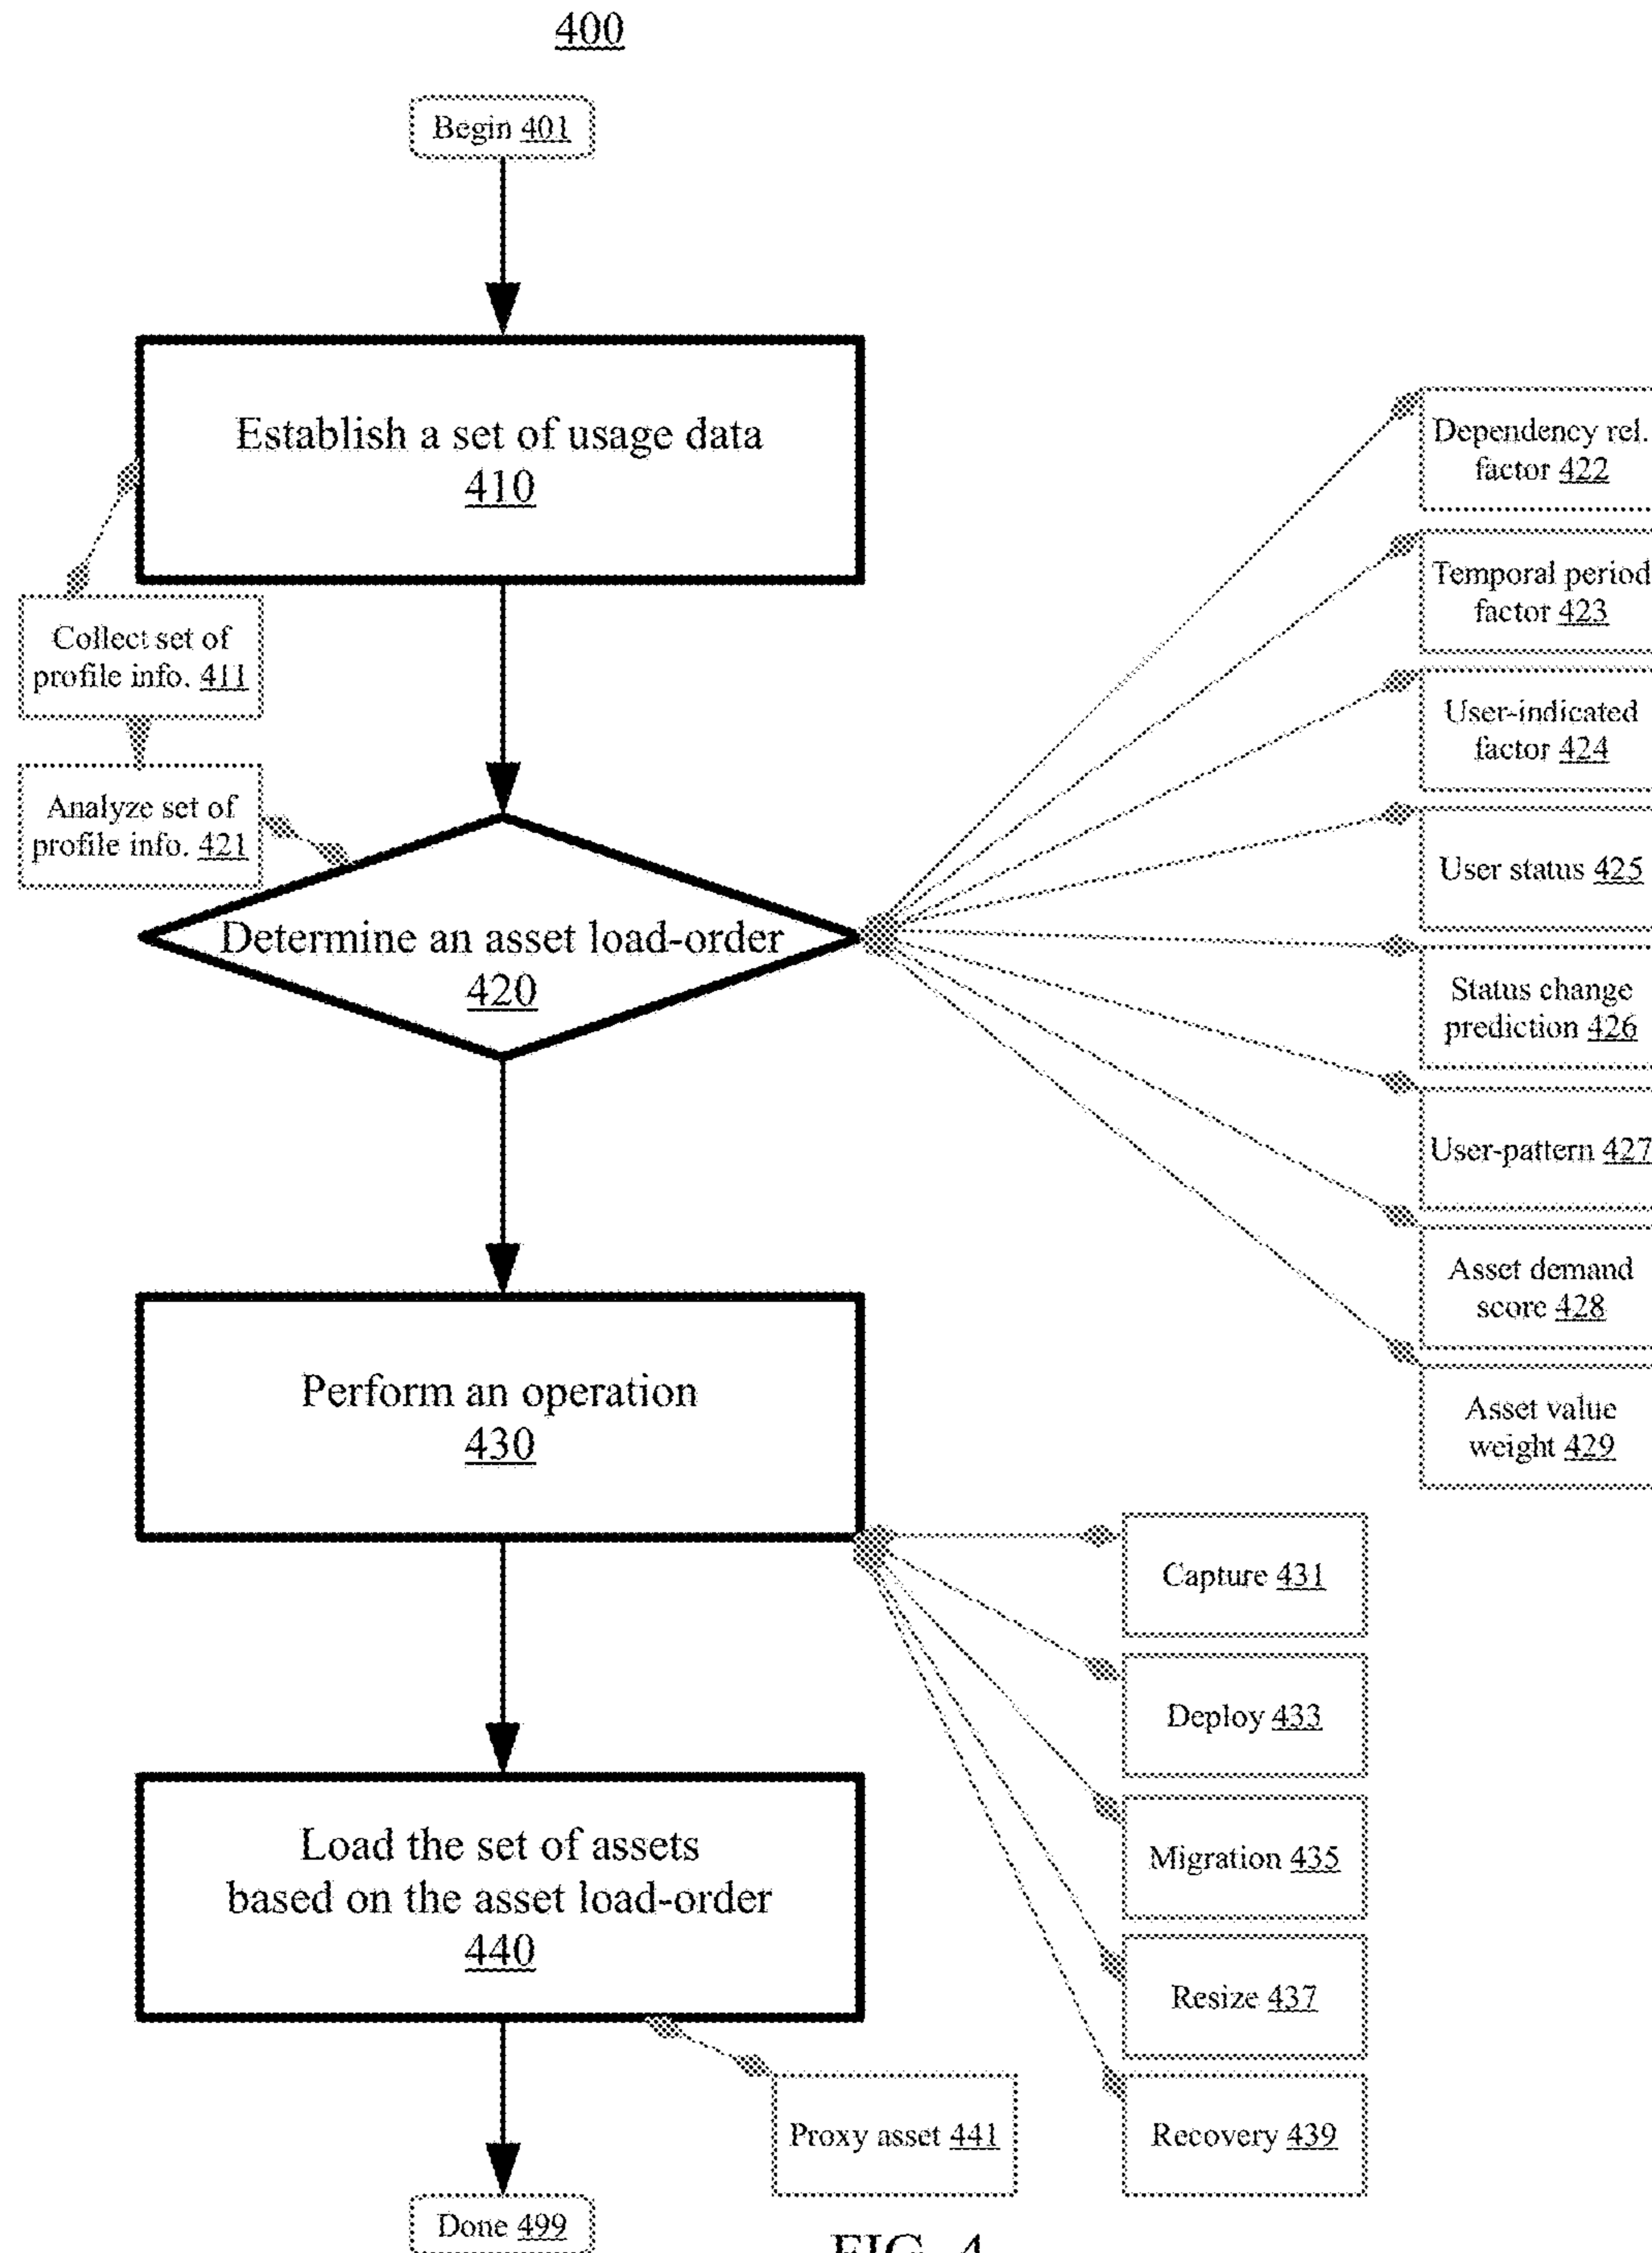 400
Begin 401
Establish a set of usage data
410
Collect set of
profile info. 411
Analyze set of
profile info. 421
Determine an asset load-order
420
Dependency rel.
factor 422
Temporal period
factor 423
User-indicated
factor 424
User status 425
Status change
prediction 426
User-pattern 427
Asset demand
score 428
Asset value
weight 429
Perform an operation
430
Capture 431
Deploy 433
Migration 435
Resize 437
Recovery 439
Load the set of assets
based on the asset load-order
440
Proxy asset 441
Done 499
FIG. 4